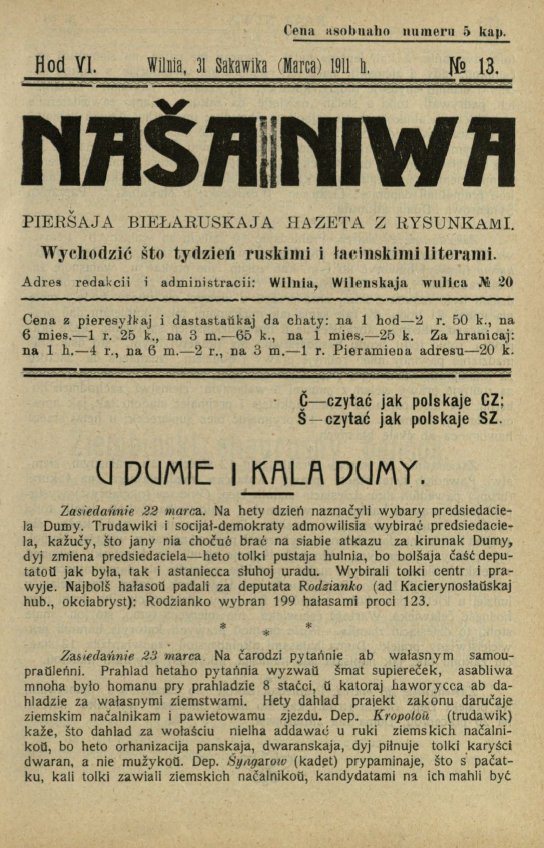 Cena asobnaho numeru 5 kap.
Hod VI. Wilnia, 31 Sakawika (Marca) 1911 h. № 13.
NAŠA NIWA
PIERŠAJA BIEŁARUSKAJA HAZETA Z RYSUNKAMI.
Wychodzić što tydzień ruskimi i łacinskimi literami.
Adres redakcii i administracii: Wilnia, Wilenskaja wulica № 20
Cena z pieresyłkaj i dastastaŭkaj da chaty: na 1 hod—2 r. 50 k., na
6 mies.—1 r. 25 k., na 3 m.—65 k., na 1 mies.—25 k. Za hranicaj:
na 1 h.—4 r., na 6 m.—2 r., na 3 m.—1 r. Pieramiena adresu—20 k.
Č—czytać jak polskaje CZ;
Š—czytać jak polskaje SZ.
U DUMIE I KALA DUMY.
Zasiedańnie 22 marca. Na hety dzień naznačyli wybary predsiedacie-
la Dumy. Trudawiki i socijał-demokraty admowilisia wybirać predsiedacie-
la, kažučy, što jany nia chočuć brać na siabie atkazu za kirunak Dumy,
dyj zmiena predsiedaciela—heto tolki pustaja hulnia, bo bolšaja čaść depu-
tatoŭ jak była, tak i astaniecca słuhoj uradu. Wybirali tolki centr i pra-
wyje. Najbolš hałasoŭ padali za deputata Rodzianko (ad Kacierynosłaŭskaj
hub., okciabryst): Rodzianko wybran 199 hałasami proci 123.
* * *
Zasiedańnie 23 marca. Na čarodzi pytańnie ab wałasnym samou-
praŭleńni. Prahlad hetaho pytańnia wyzwaŭ šmat supiereček, asabliwa
mnoha było homanu pry prahladzie 8 staćci, ŭ katoraj haworycca ab da-
hladzie za wałasnymi ziemstwami. Hety dahlad prajekt zakonu daručaje
ziemskim načalnikam i pawietowamu zjezdu. Dep. Kropotoŭ (trudawik)
kaže, što dahlad za wołaściu nielha addawać u ruki ziemskich načalni-
koŭ, bo heto orhanizacija panskaja, dwaranskaja, dyj pilnuje tolki karyści
dwaran, a nie mužykoŭ. Dep. Šyngarow (kadet) prypaminaje, što s pačat-
ku, kali tolki zawiali ziemskich načalnikoŭ, kandydatami na ich mahli być